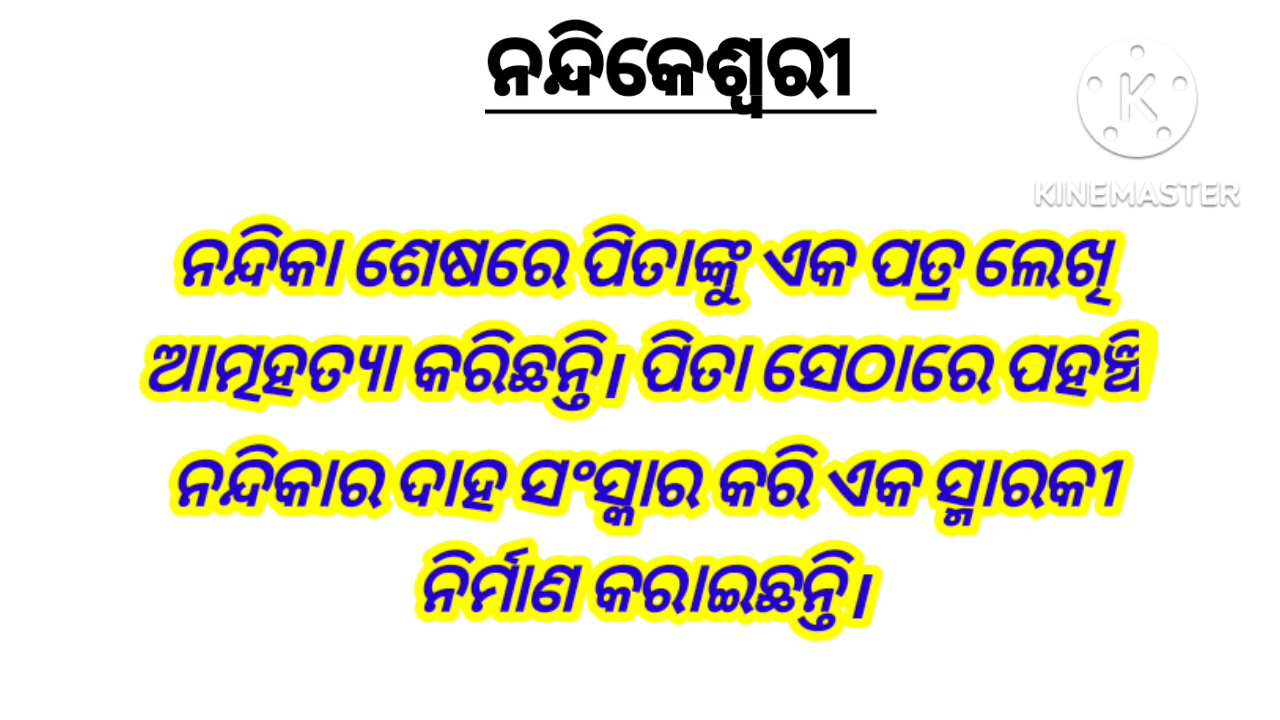 ନନ୍ଦିକେଶ୍ୱରୀ
KINEMASTER
ନନ୍ଦିକା ଶେଷରେ ପିତାଙ୍କୁ ଏକ ପତ୍ର ଲେଖି
ଆତ୍ମହତ୍ୟା କରିଛନ୍ତି। ପିତା ସେଠାରେ ପହଞ୍ଚି
ନନ୍ଦିକାର ଦାହ ସଂସ୍କାର କରି ଏକ ସ୍ମାରକୀ
ନିର୍ମାଣ କରାଇଛନ୍ତି।